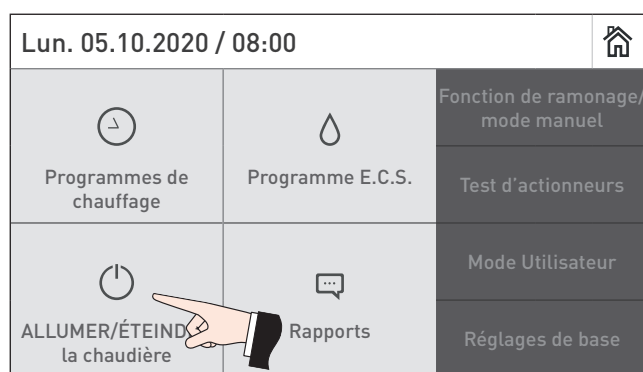 Lun. 05.10.2020 / 08:00
Programmes de
chauffage
Programme E.C.S.
Fonction de ramonage/
mode manuel
Test d'actionneurs
ALLUMER/ÉTEIND
la chaudière
Rapports
Mode Utilisateur
Réglages de base